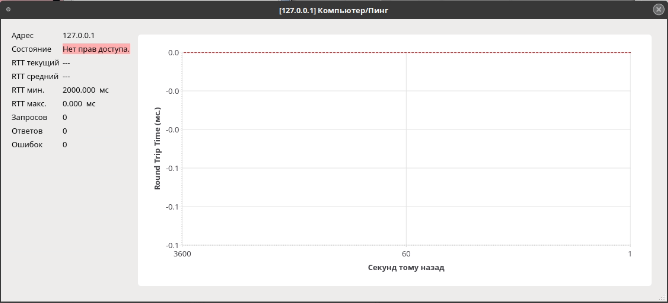 [127.0.0.1] Компьютер/Пинг
Адрес 127.0.0.1
Состояние Нет прав доступа.
RTT текущий ---
RTT средний ---
RTT мин. 2000.000 мс
RTT макс. 0.000 мс
Запросов 0
Ответов 0
Ошибок 0
Round Trip Time (мс.)
0.0
-0.0
-0.0
-0.1
-0.1
-0.1
3600 60 1
Секунд тому назад